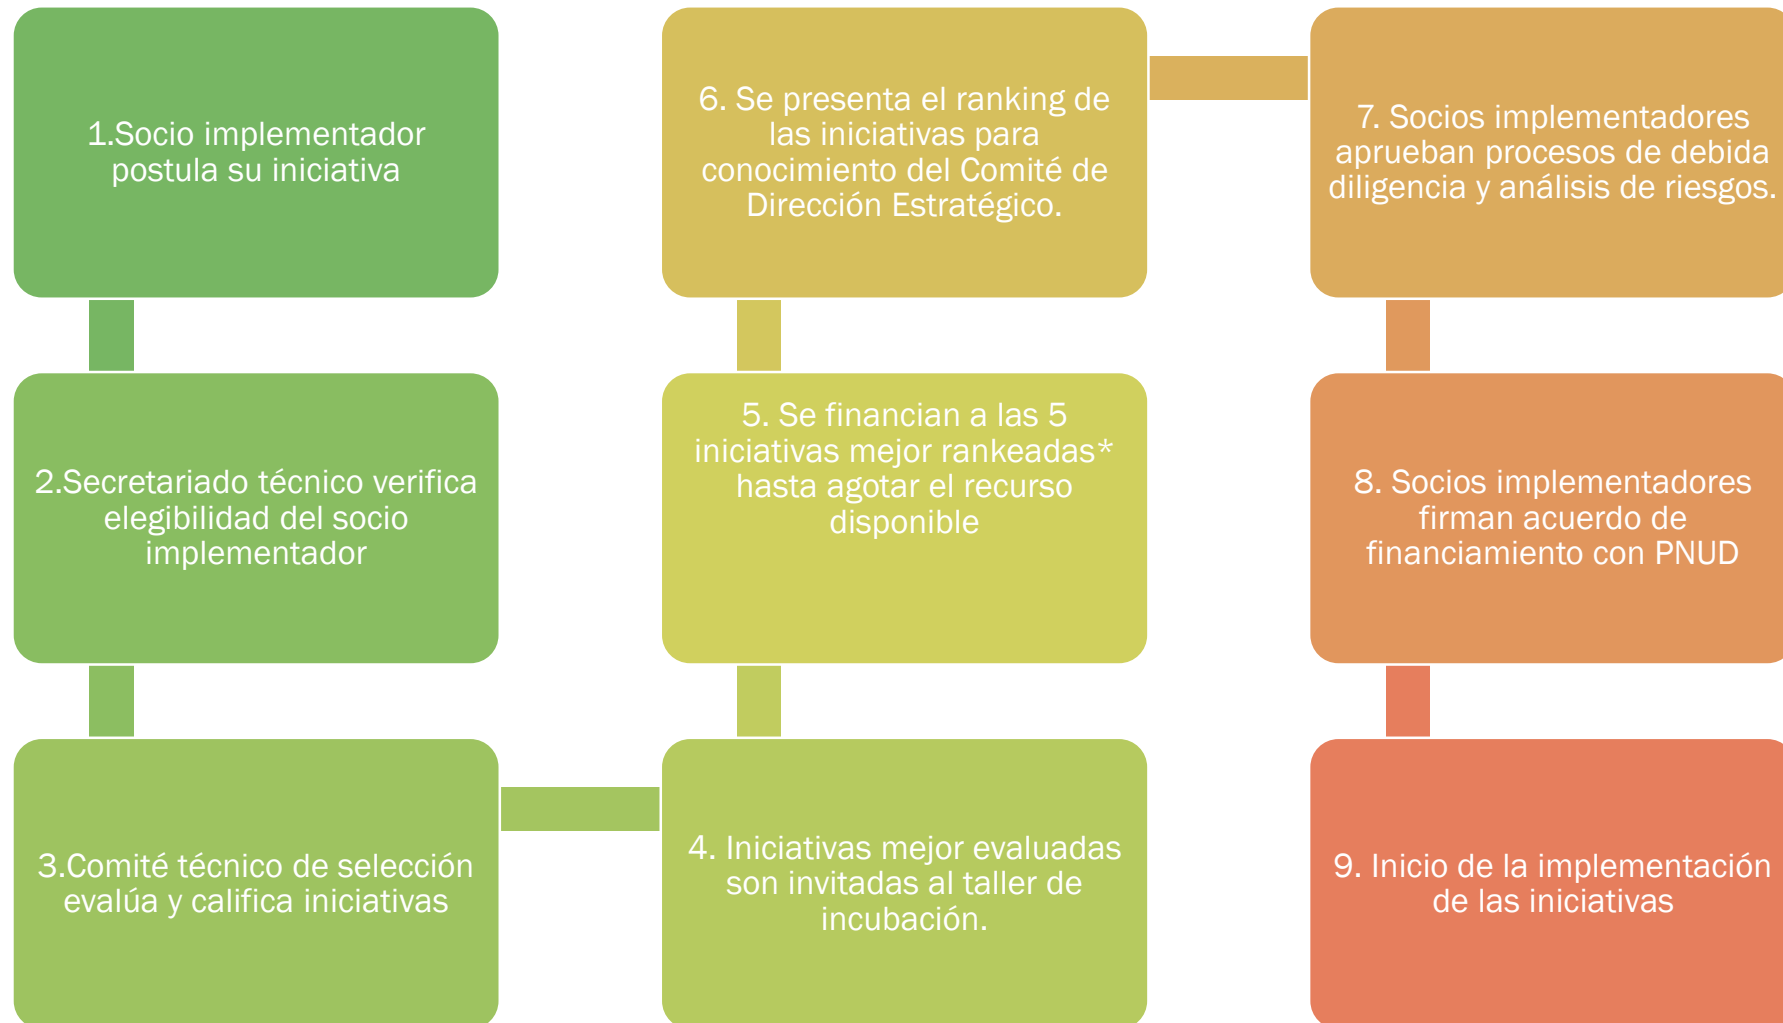 1.Socio implementador
postula su iniciativa
2.Secretariado técnico verifica
elegibilidad del socio
implementador
3.Comité técnico de selección
evalúa y califica iniciativas
4. Iniciativas mejor evaluadas
son invitadas al taller de
incubación.
5. Se financian a las 5
iniciativas mejor rankeadas*
hasta agotar el recurso
disponible
6. Se presenta el ranking de
las iniciativas para
conocimiento del Comité de
Dirección Estratégico.
7. Socios implementadores
aprueban procesos de debida
diligencia y análisis de riesgos.
8. Socios implementadores
firman acuerdo de
financiamiento con PNUD
9. Inicio de la implementación
de las iniciativas